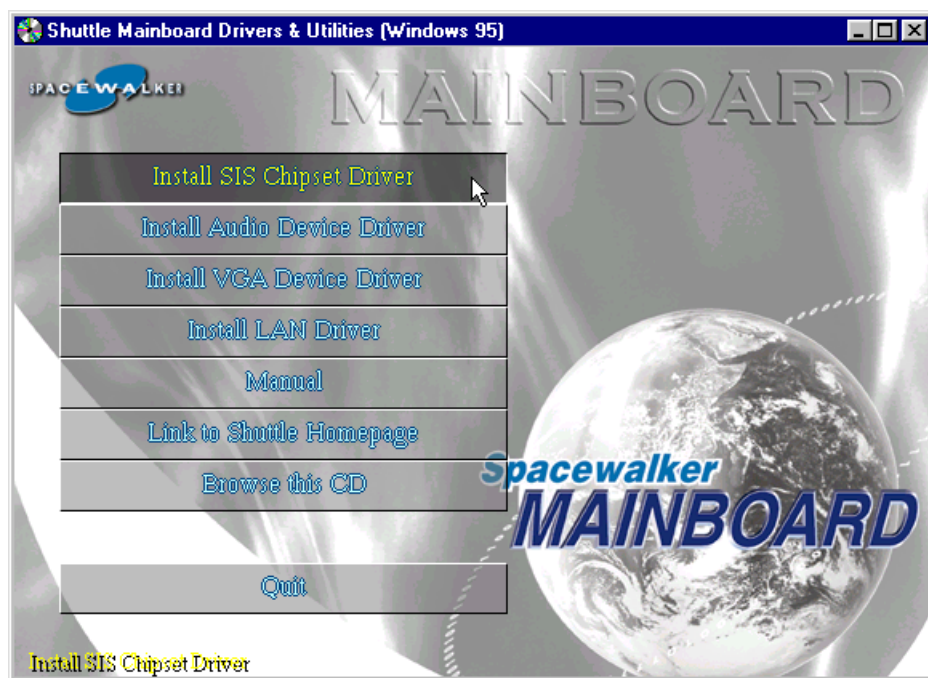 Shuttle Mainboard Drivers & Utilities (Windows 95)
SPACEWALKER
MAINBOARD
Install SIS Chipset Driver
Install Audio Device Driver
Install VGA Device Driver
Install LAN Driver
Manual
Link to Shuttle Homepage
Browse this CD
Spacewalker
MAINBOARD
Quit
Install SIS Chipset Driver